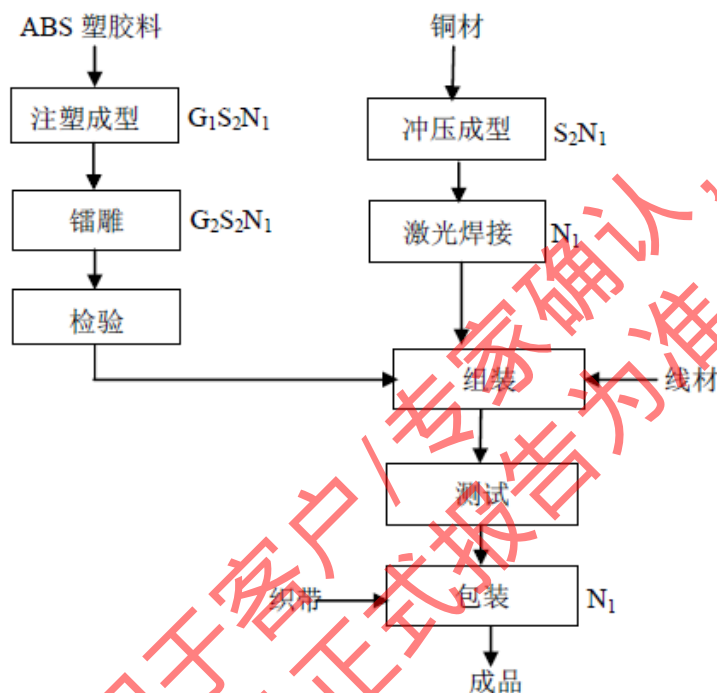 ABS 塑胶料
铜材
注塑成型 G₁S₂N₁
冲压成型 S₂N₁
镭雕 G₂S₂N₁
激光焊接 N₁
检验
组装
线材
测试
织带
包装 N₁
成品
用于客户/专家确认,
正式报告为准